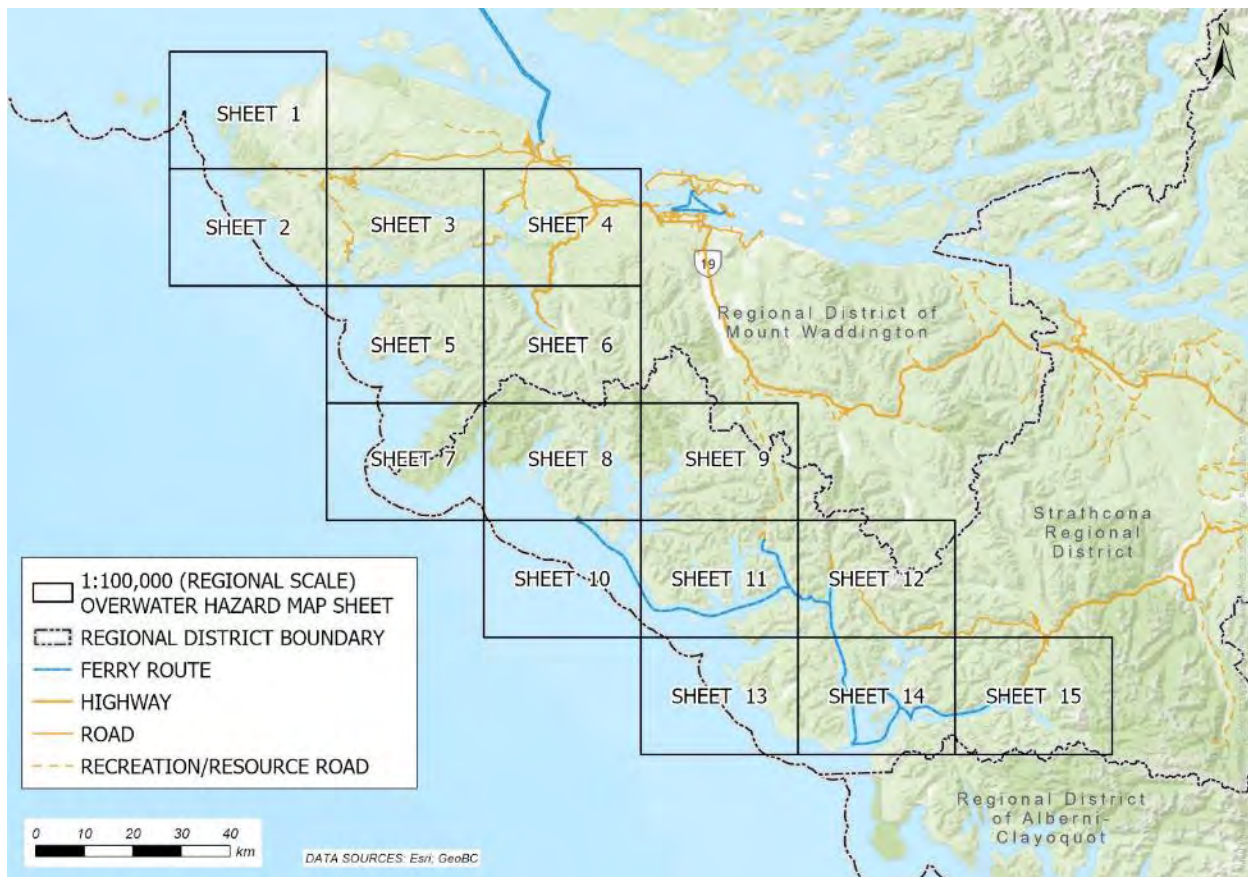 N
SHEET 1
SHEET 2
SHEET 3
SHEET 4
19
Regional District of
Mount Waddington
SHEET 5
SHEET 6
SHEET 7
SHEET 8
SHEET 9
Strathcona
Regional
District
SHEET 10
SHEET 11
SHEET 12
SHEET 13
SHEET 14
SHEET 15
Regional District
of Alberni-
Clayoquot
1:100,000 (REGIONAL SCALE)
OVERWATER HAZARD MAP SHEET
REGIONAL DISTRICT BOUNDARY
FERRY ROUTE
HIGHWAY
ROAD
RECREATION/RESOURCE ROAD
0 10 20 30 40
km
DATA SOURCES: Esri; GeoBC